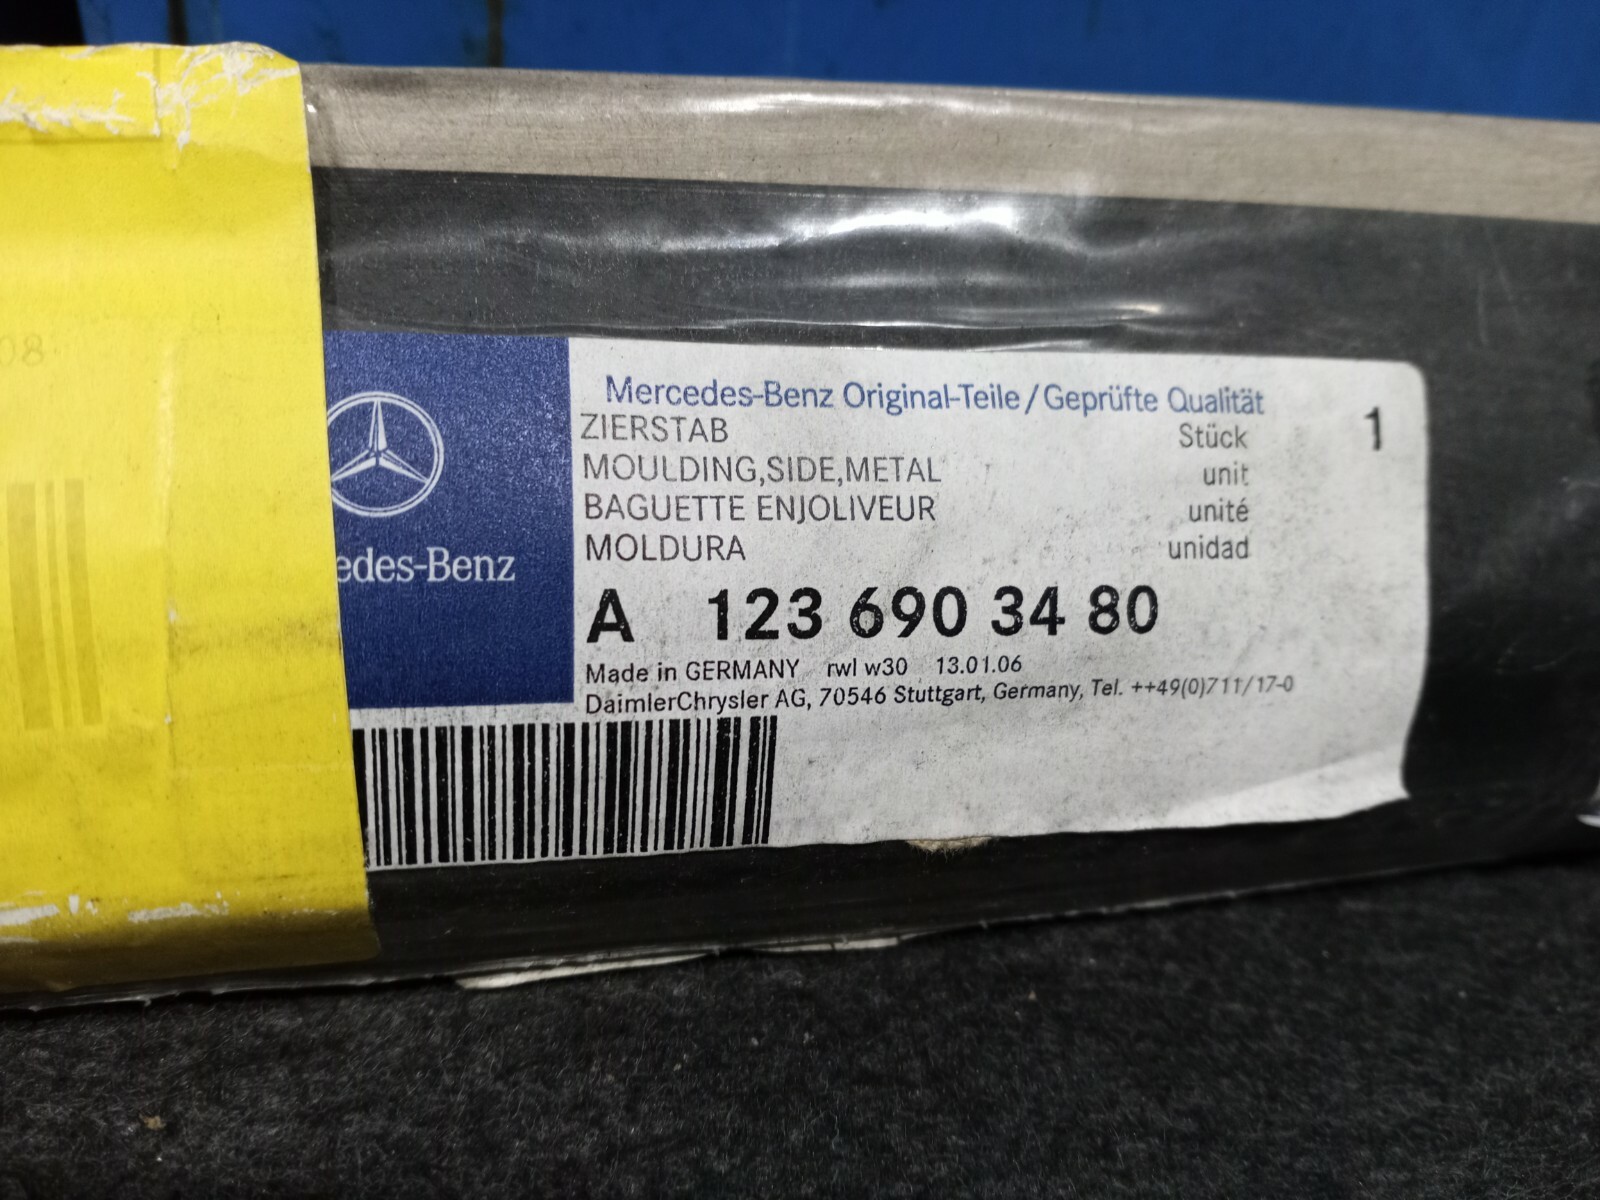 08
edes-Benz
Mercedes-Benz Original-Teile/Geprüfte Qualität
ZIERSTAB Stück 1
MOULDING,SIDE,METAL unit
BAGUETTE ENJOLIVEUR unité
MOLDURA unidad
A 123 690 34 80
Made in GERMANY rwl w30 13.01.06
DaimlerChrysler AG, 70546 Stuttgart, Germany, Tel. ++49(0)711/17-0